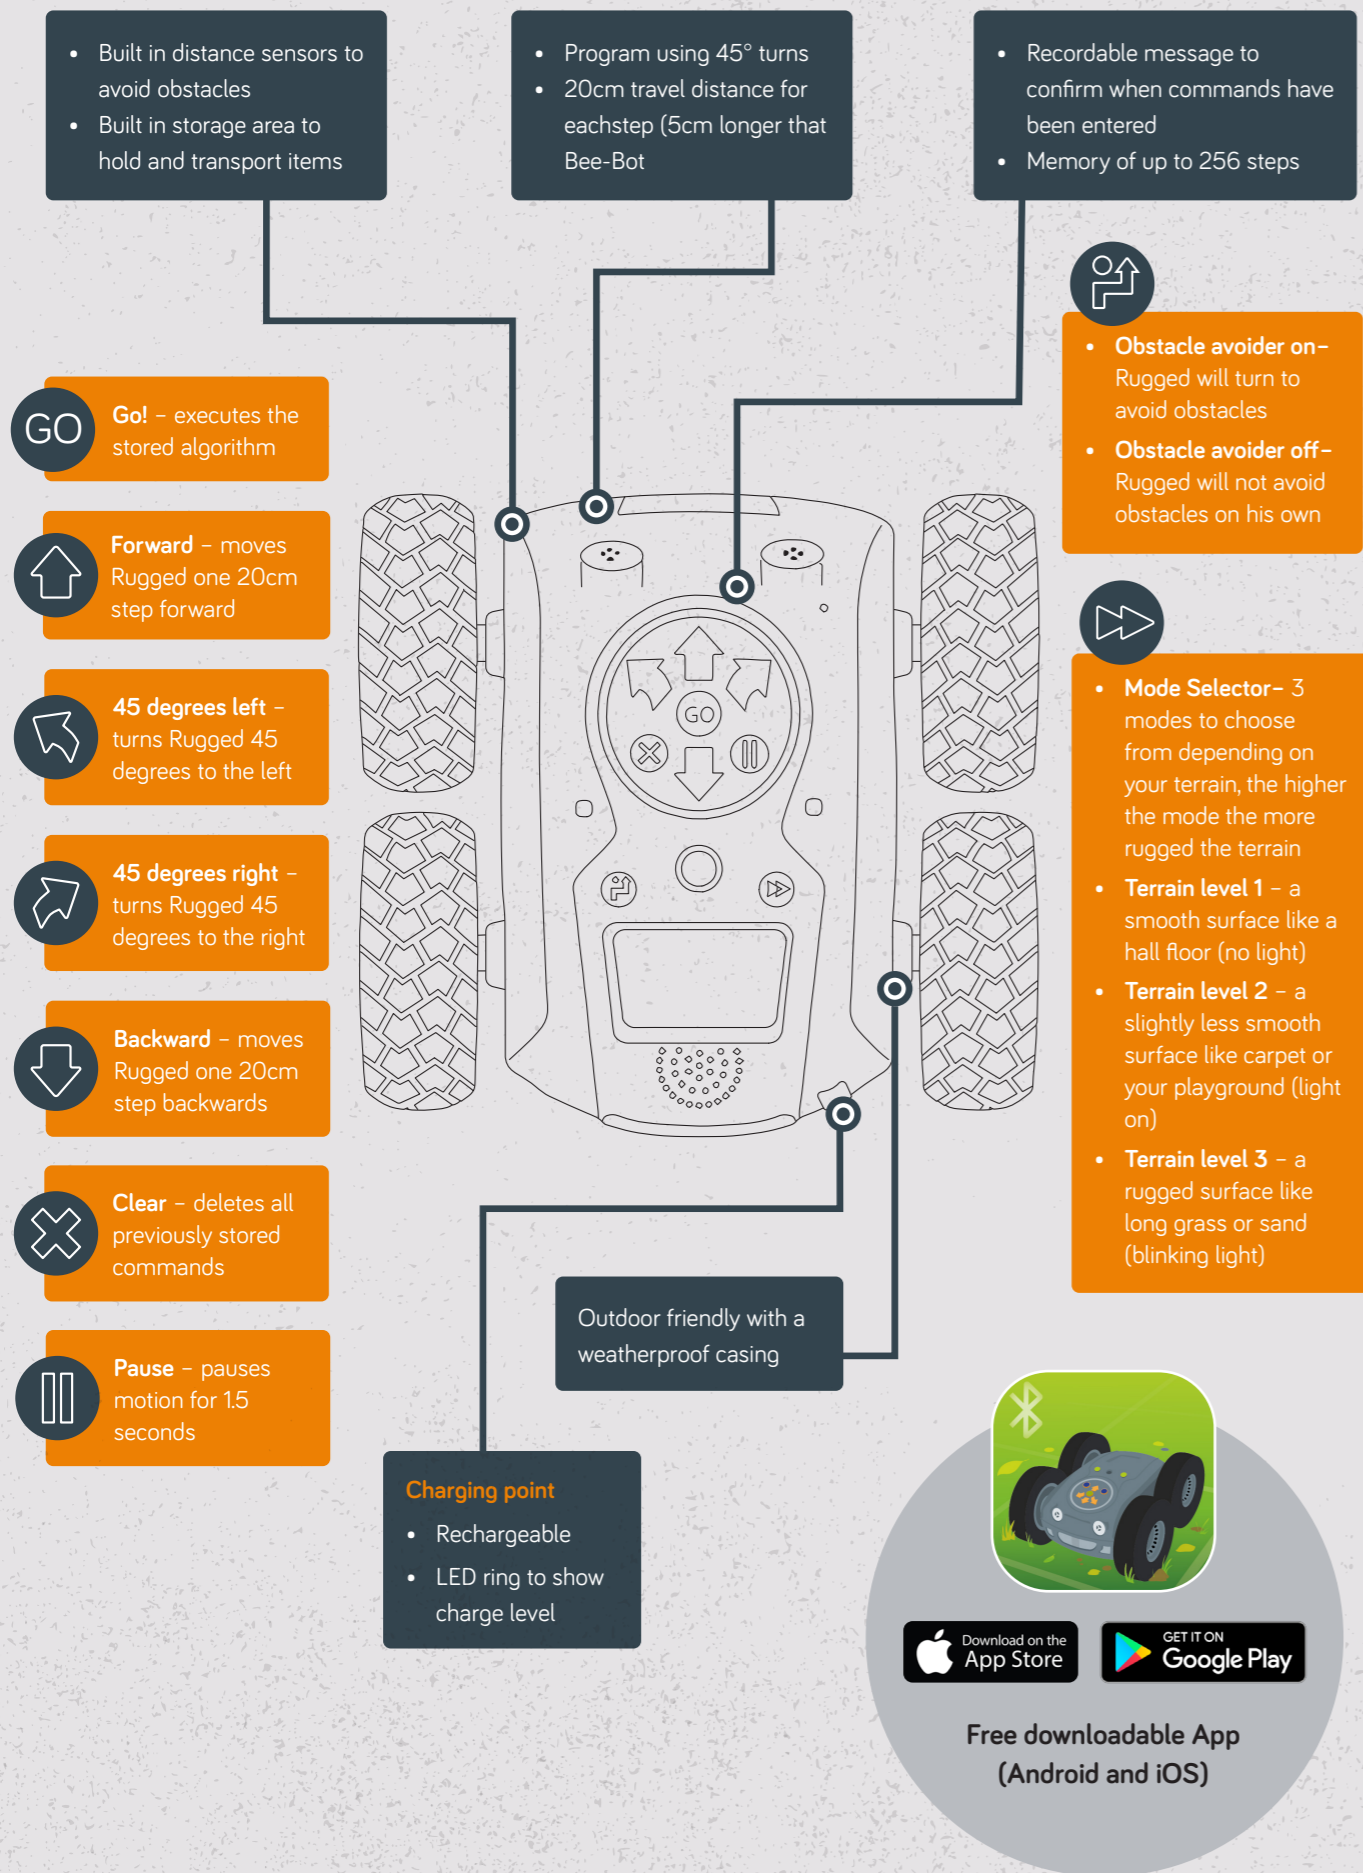 • Built in distance sensors to
avoid obstacles
• Built in storage area to
hold and transport items
• Program using 45° turns
• 20cm travel distance for
eachstep (5cm longer that
Bee-Bot
• Recordable message to
confirm when commands have
been entered
• Memory of up to 256 steps
GO
Go! – executes the
stored algorithm
Forward – moves
Rugged one 20cm
step forward
45 degrees left –
turns Rugged 45
degrees to the left
45 degrees right –
turns Rugged 45
degrees to the right
Backward – moves
Rugged one 20cm
step backwards
Clear – deletes all
previously stored
commands
Pause – pauses
motion for 1.5
seconds
GO
• Obstacle avoider on–
Rugged will turn to
avoid obstacles
• Obstacle avoider off–
Rugged will not avoid
obstacles on his own
• Mode Selector– 3
modes to choose
from depending on
your terrain, the higher
the mode the more
rugged the terrain
• Terrain level 1 – a
smooth surface like a
hall floor (no light)
• Terrain level 2 – a
slightly less smooth
surface like carpet or
your playground (light
on)
• Terrain level 3 – a
rugged surface like
long grass or sand
(blinking light)
Outdoor friendly with a
weatherproof casing
Charging point
• Rechargeable
• LED ring to show
charge level
Download on the
App Store
GET IT ON
Google Play
Free downloadable App
(Android and iOS)